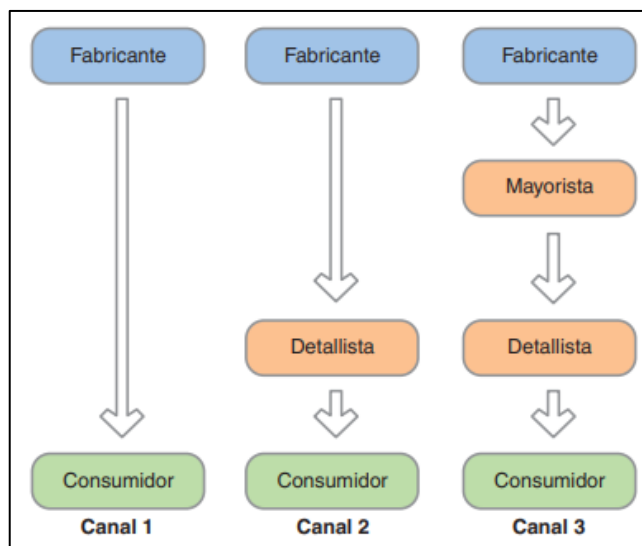 Fabricante
Fabricante
Fabricante
Mayorista
Detallista
Detallista
Consumidor
Consumidor
Consumidor
Canal 1
Canal 2
Canal 3